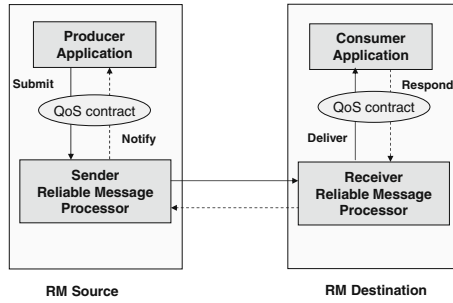 Producer
Application
Submit
QoS contract
Notify
Sender
Reliable Message
Processor
RM Source
Consumer
Application
Respond
QoS contract
Deliver
Receiver
Reliable Message
Processor
RM Destination